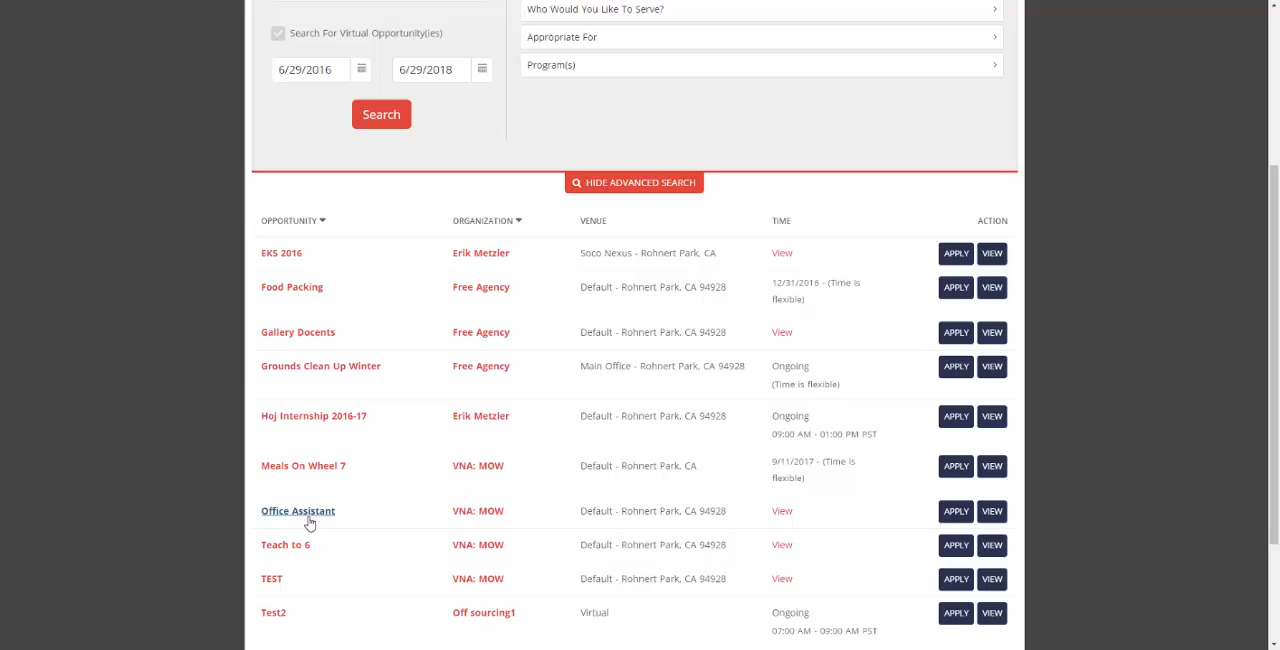 Who Would You Like To Serve?
Search For Virtual Opportunity(ies)
Appropriate For
6/29/2016 6/29/2018
Program(s)
Search
HIDE ADVANCED SEARCH
OPPORTUNITY ORGANIZATION VENUE TIME ACTION
EKS 2016 Erik Metzler Soco Nexus - Rohnert Park, CA View APPLY VIEW
Food Packing Free Agency Default - Rohnert Park, CA 94928 12/31/2016 - (Time is APPLY VIEW
flexible)
Gallery Docents Free Agency Default - Rohnert Park, CA 94928 View APPLY VIEW
Grounds Clean Up Winter Free Agency Main Office - Rohnert Park, CA 94928 Ongoing APPLY VIEW
(Time is flexible)
Hoj Internship 2016-17 Erik Metzler Default - Rohnert Park, CA 94928 Ongoing APPLY VIEW
09:00 AM - 01:00 PM PST
Meals On Wheel 7 VNA: MOW Default - Rohnert Park, CA 9/11/2017 - (Time is APPLY VIEW
flexible)
Office Assistant VNA: MOW Default - Rohnert Park, CA 94928 View APPLY VIEW
Teach to 6 VNA: MOW Default - Rohnert Park, CA 94928 View APPLY VIEW
TEST VNA: MOW Default - Rohnert Park, CA 94928 View APPLY VIEW
Test2 Off sourcing1 Virtual Ongoing APPLY VIEW
07:00 AM - 09:00 AM PST